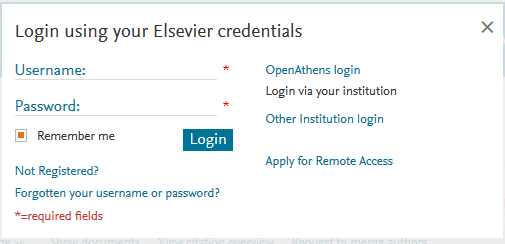 Login using your Elsevier credentials
Username: *
Password: *
Remember me
Login
Not Registered?
Forgotten your username or password?
*=required fields
OpenAthens login
Login via your institution
Other Institution login
Apply for Remote Access
Show documents View citation overview Request to merge authors